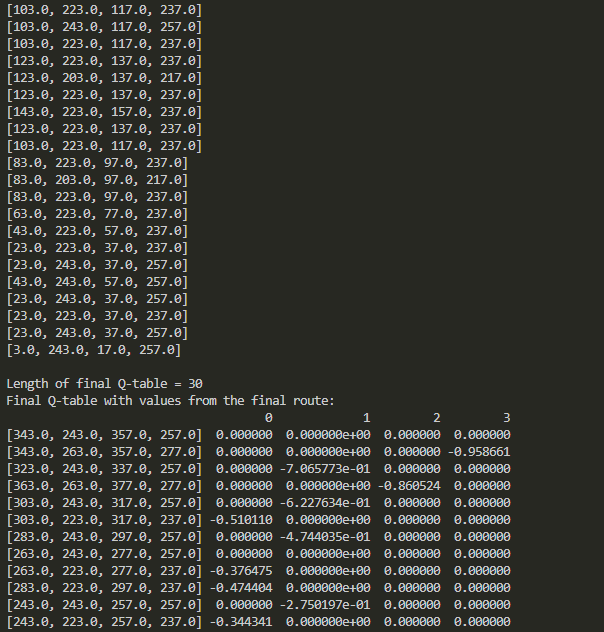 [103.0, 223.0, 117.0, 237.0]
[103.0, 243.0, 117.0, 257.0]
[103.0, 223.0, 117.0, 237.0]
[123.0, 223.0, 137.0, 237.0]
[123.0, 203.0, 137.0, 217.0]
[123.0, 223.0, 137.0, 237.0]
[143.0, 223.0, 157.0, 237.0]
[123.0, 223.0, 137.0, 237.0]
[103.0, 223.0, 117.0, 237.0]
[83.0, 223.0, 97.0, 237.0]
[83.0, 203.0, 97.0, 217.0]
[83.0, 223.0, 97.0, 237.0]
[63.0, 223.0, 77.0, 237.0]
[43.0, 223.0, 57.0, 237.0]
[23.0, 223.0, 37.0, 237.0]
[23.0, 243.0, 37.0, 257.0]
[43.0, 243.0, 57.0, 257.0]
[23.0, 243.0, 37.0, 257.0]
[23.0, 223.0, 37.0, 237.0]
[23.0, 243.0, 37.0, 257.0]
[3.0, 243.0, 17.0, 257.0]
Length of final Q-table = 30
Final Q-table with values from the final route:
0 1 2 3
[343.0, 243.0, 357.0, 257.0] 0.000000 0.000000e+00 0.000000 0.000000
[343.0, 263.0, 357.0, 277.0] 0.000000 0.000000e+00 0.000000 -0.958661
[323.0, 243.0, 337.0, 257.0] 0.000000 -7.065773e-01 0.000000 0.000000
[363.0, 263.0, 377.0, 277.0] 0.000000 0.000000e+00 -0.860524 0.000000
[303.0, 243.0, 317.0, 257.0] 0.000000 -6.227634e-01 0.000000 0.000000
[303.0, 223.0, 317.0, 237.0] -0.510110 0.000000e+00 0.000000 0.000000
[283.0, 243.0, 297.0, 257.0] 0.000000 -4.744035e-01 0.000000 0.000000
[263.0, 243.0, 277.0, 257.0] 0.000000 0.000000e+00 0.000000 0.000000
[263.0, 223.0, 277.0, 237.0] -0.376475 0.000000e+00 0.000000 0.000000
[283.0, 223.0, 297.0, 237.0] -0.474404 0.000000e+00 0.000000 0.000000
[243.0, 243.0, 257.0, 257.0] 0.000000 -2.750197e-01 0.000000 0.000000
[243.0, 223.0, 257.0, 237.0] -0.344341 0.000000e+00 0.000000 0.000000